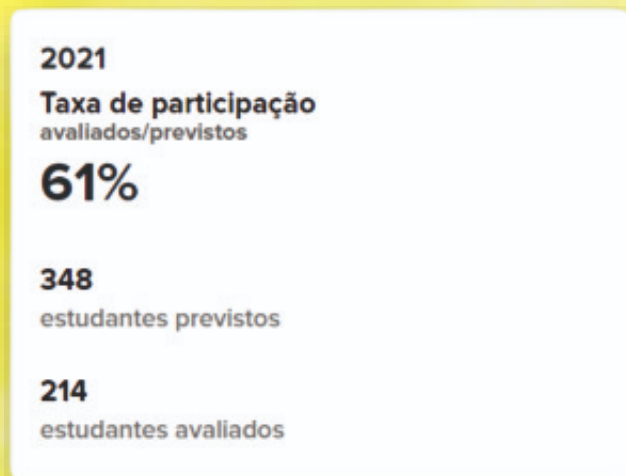 2021
Taxa de participação
avaliados/previstos
61%
348
estudantes previstos
214
estudantes avaliados